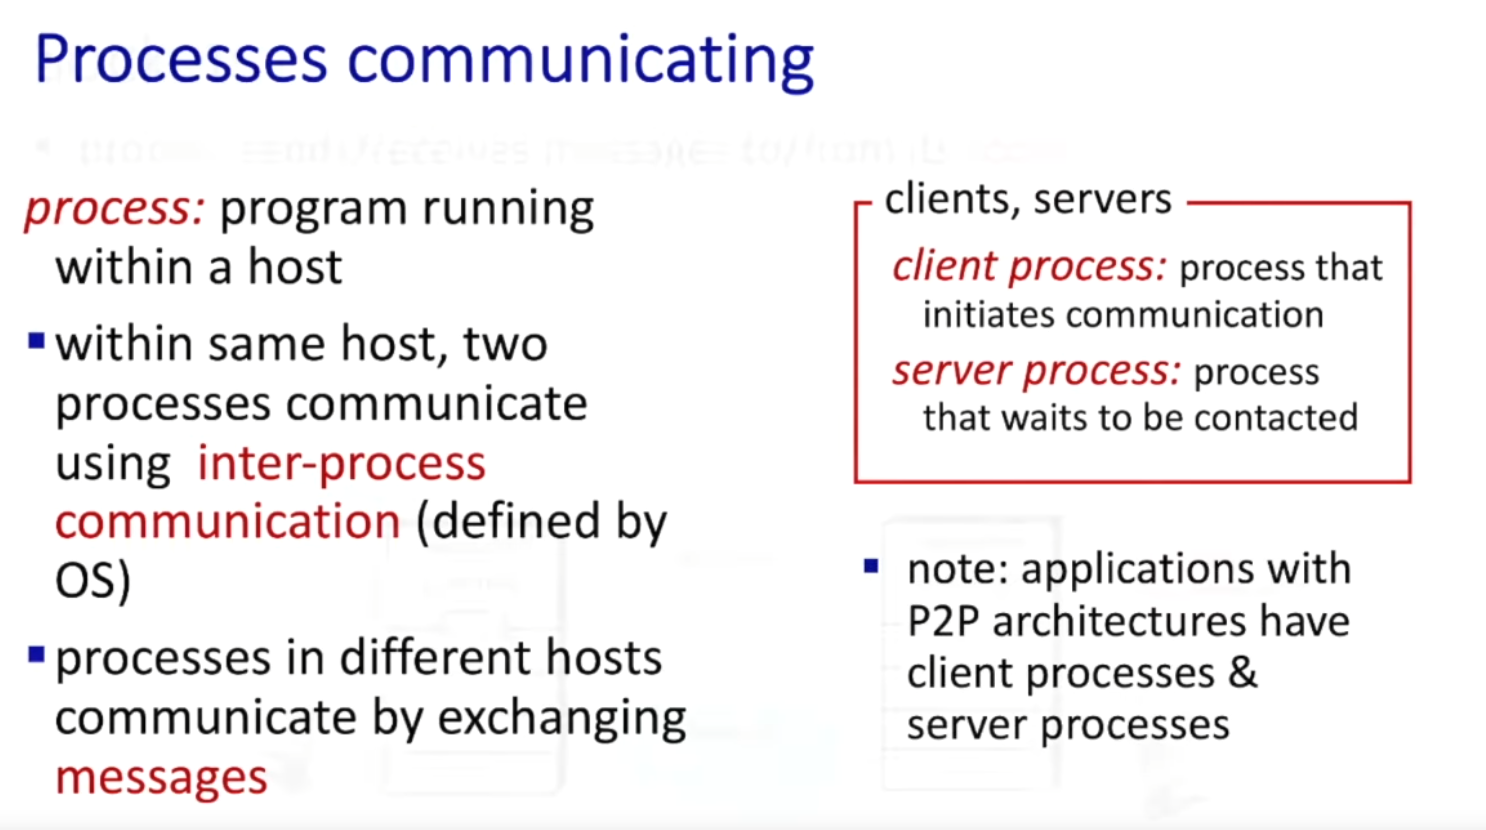 Processes communicating
process: program running
within a host
▪ within same host, two
processes communicate
using inter-process
communication (defined by
OS)
▪ processes in different hosts
communicate by exchanging
messages
clients, servers
client process: process that
initiates communication
server process: process
that waits to be contacted
▪ note: applications with
P2P architectures have
client processes &
server processes